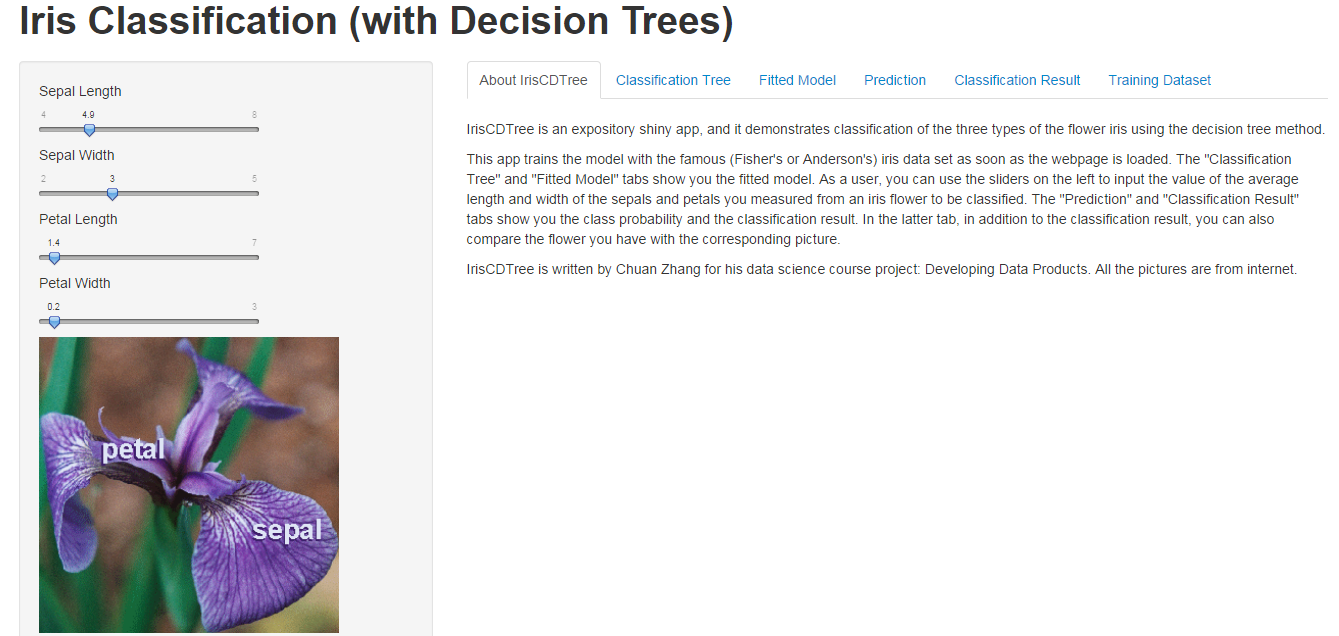 Iris Classification (with Decision Trees)
Sepal Length
4 4.9 8
Sepal Width
2 3 5
Petal Length
1.4 7
Petal Width
0.2 3
petal
sepal
About IrisCDTree Classification Tree Fitted Model Prediction Classification Result Training Dataset
IrisCDTree is an expository shiny app, and it demonstrates classification of the three types of the flower iris using the decision tree method.
This app trains the model with the famous (Fisher's or Anderson's) iris data set as soon as the webpage is loaded. The "Classification
Tree" and "Fitted Model" tabs show you the fitted model. As a user, you can use the sliders on the left to input the value of the average
length and width of the sepals and petals you measured from an iris flower to be classified. The "Prediction" and "Classification Result"
tabs show you the class probability and the classification result. In the latter tab, in addition to the classification result, you can also
compare the flower you have with the corresponding picture.
IrisCDTree is written by Chuan Zhang for his data science course project: Developing Data Products. All the pictures are from internet.